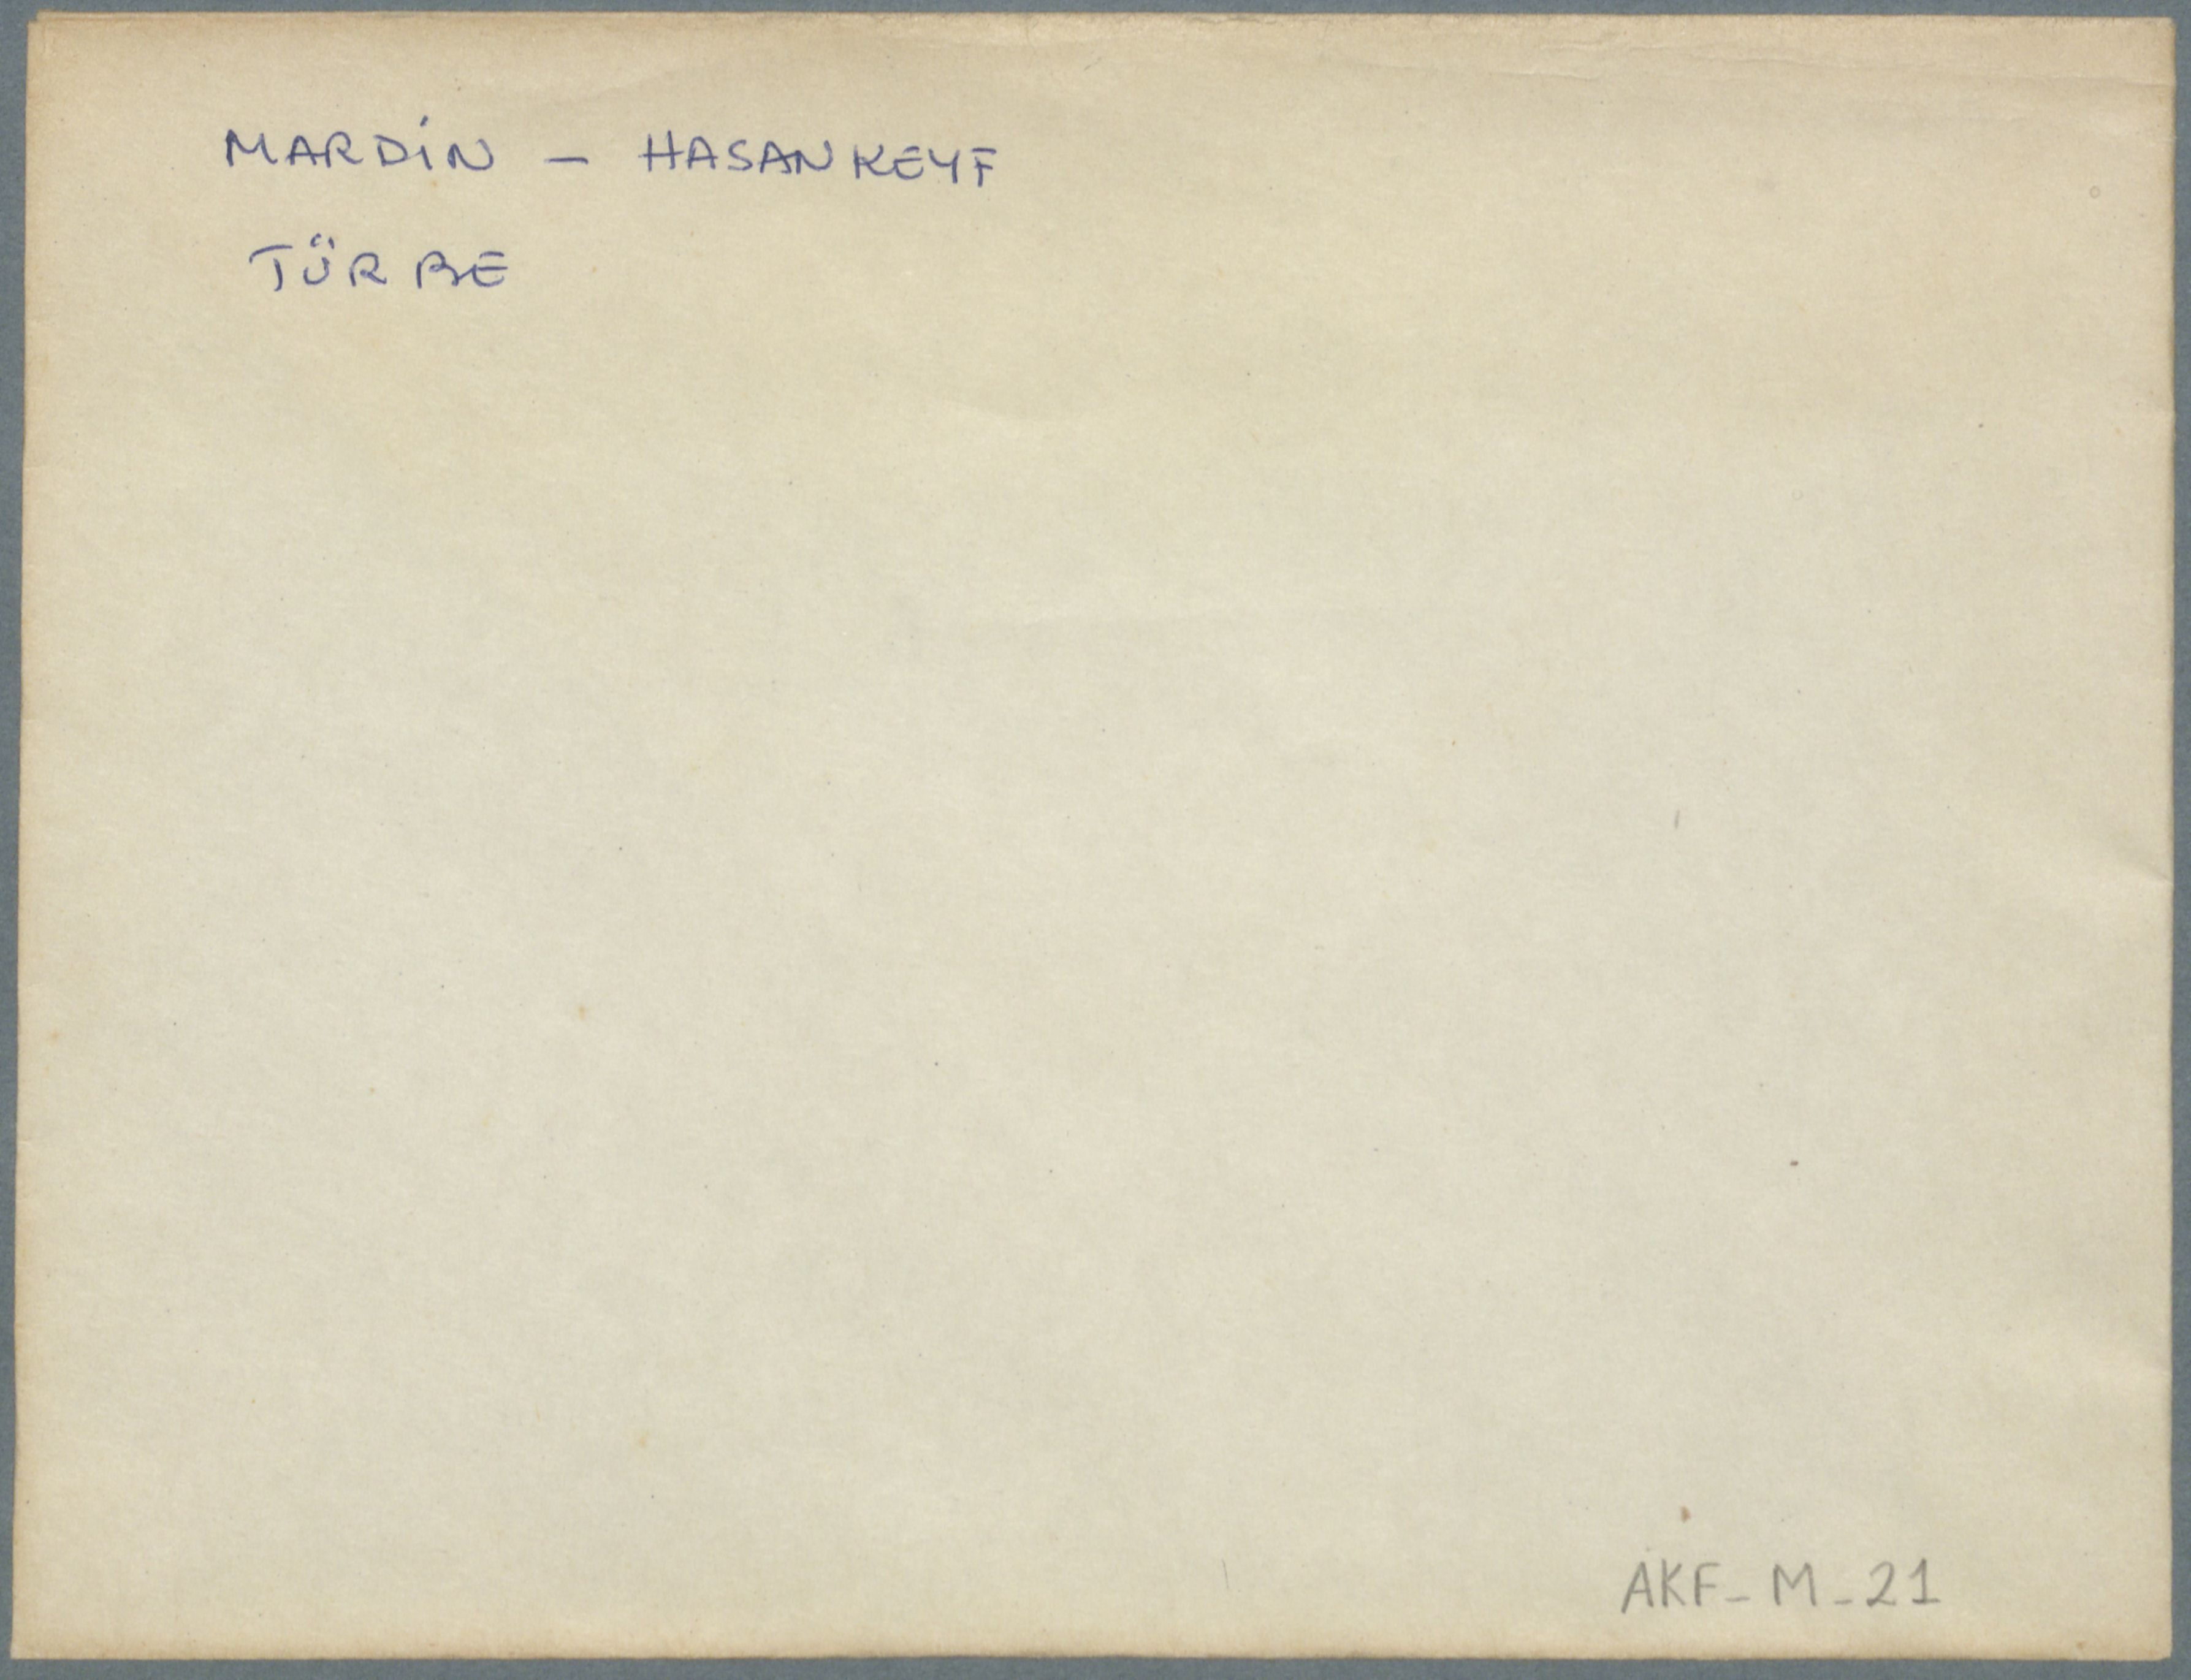 MARDİN – HASANKEYF
TÜRBE
AKF_M_21